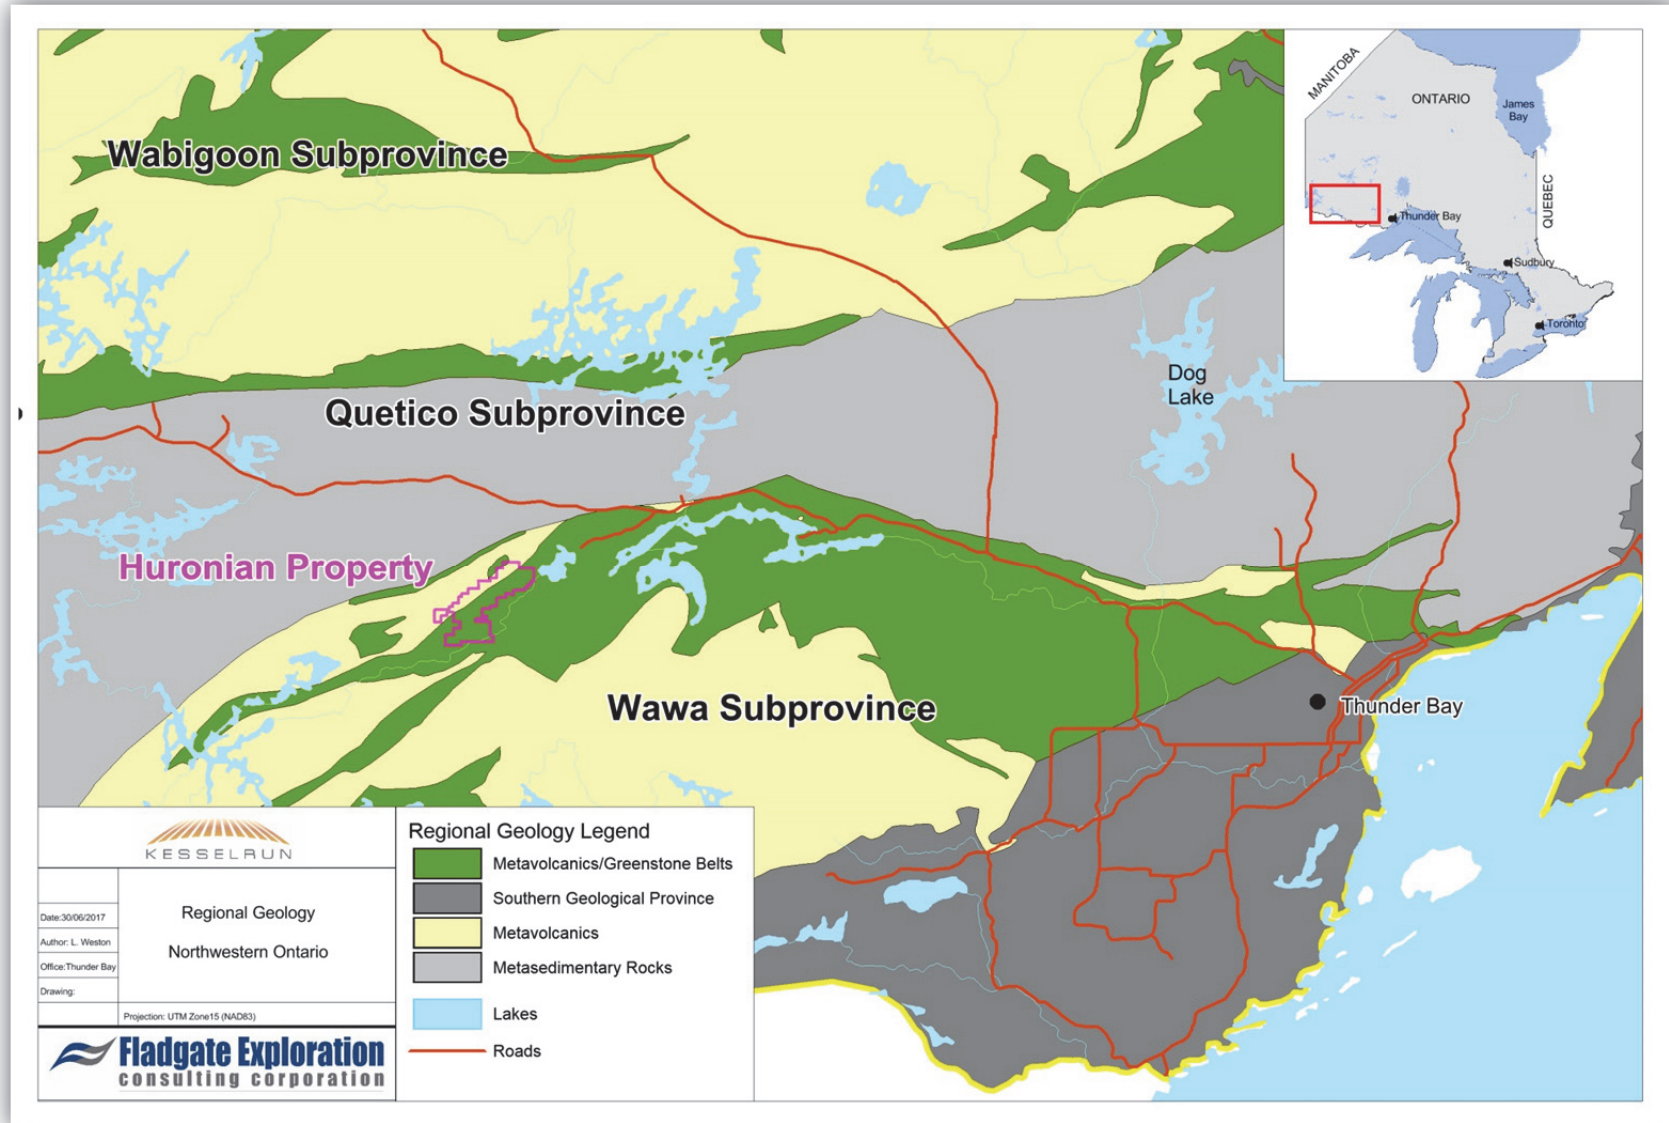 Wabigoon Subprovince
Quetico Subprovince
Huronian Property
Wawa Subprovince
Dog
Lake
Thunder Bay
MANITOBA
ONTARIO
James
Bay
QUEBEC
Thunder Bay
Sudbury
Toronto
KESSELRUN
Date:30/06/2017
Author: L. Weston
Office:Thunder Bay
Drawing:
Regional Geology
Northwestern Ontario
Projection: UTM Zone15 (NAD83)
Fladgate Exploration
consulting corporation
Regional Geology Legend
Metavolcanics/Greenstone Belts
Southern Geological Province
Metavolcanics
Metasedimentary Rocks
Lakes
Roads